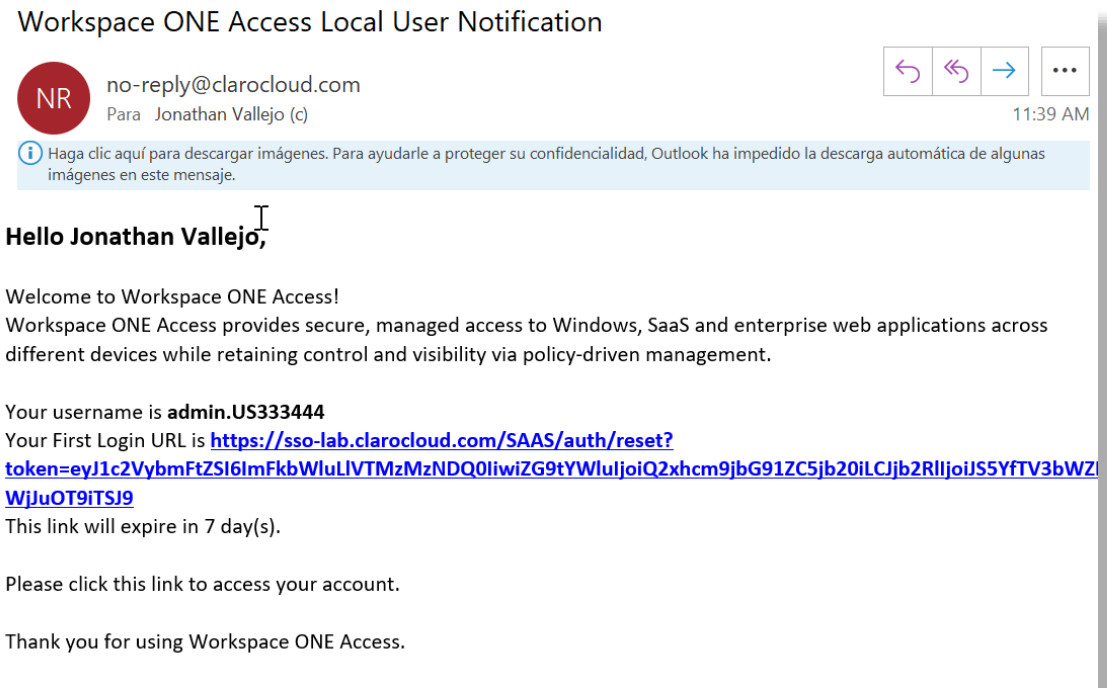 Workspace ONE Access Local User Notification
NR
no-reply@clarocloud.com
Para Jonathan Vallejo (c)
11:39 AM
Haga clic aquí para descargar imágenes. Para ayudarle a proteger su confidencialidad, Outlook ha impedido la descarga automática de algunas
imágenes en este mensaje.
Hello Jonathan Vallejo,
Welcome to Workspace ONE Access!
Workspace ONE Access provides secure, managed access to Windows, SaaS and enterprise web applications across
different devices while retaining control and visibility via policy-driven management.
Your username is admin.US333444
Your First Login URL is https://sso-lab.clarocloud.com/SAAS/auth/reset?
token=eyJ1c2VybmFtZSI6ImFkbWluLlVTMzMzNDQ0IiwiZG9tYWluIjoiQ2xhcm9jbG91ZC5jb20iLCJjb2RlIjoiJS5YfTV3bWZ
WjJuOT9iTSJ9
This link will expire in 7 day(s).
Please click this link to access your account.
Thank you for using Workspace ONE Access.